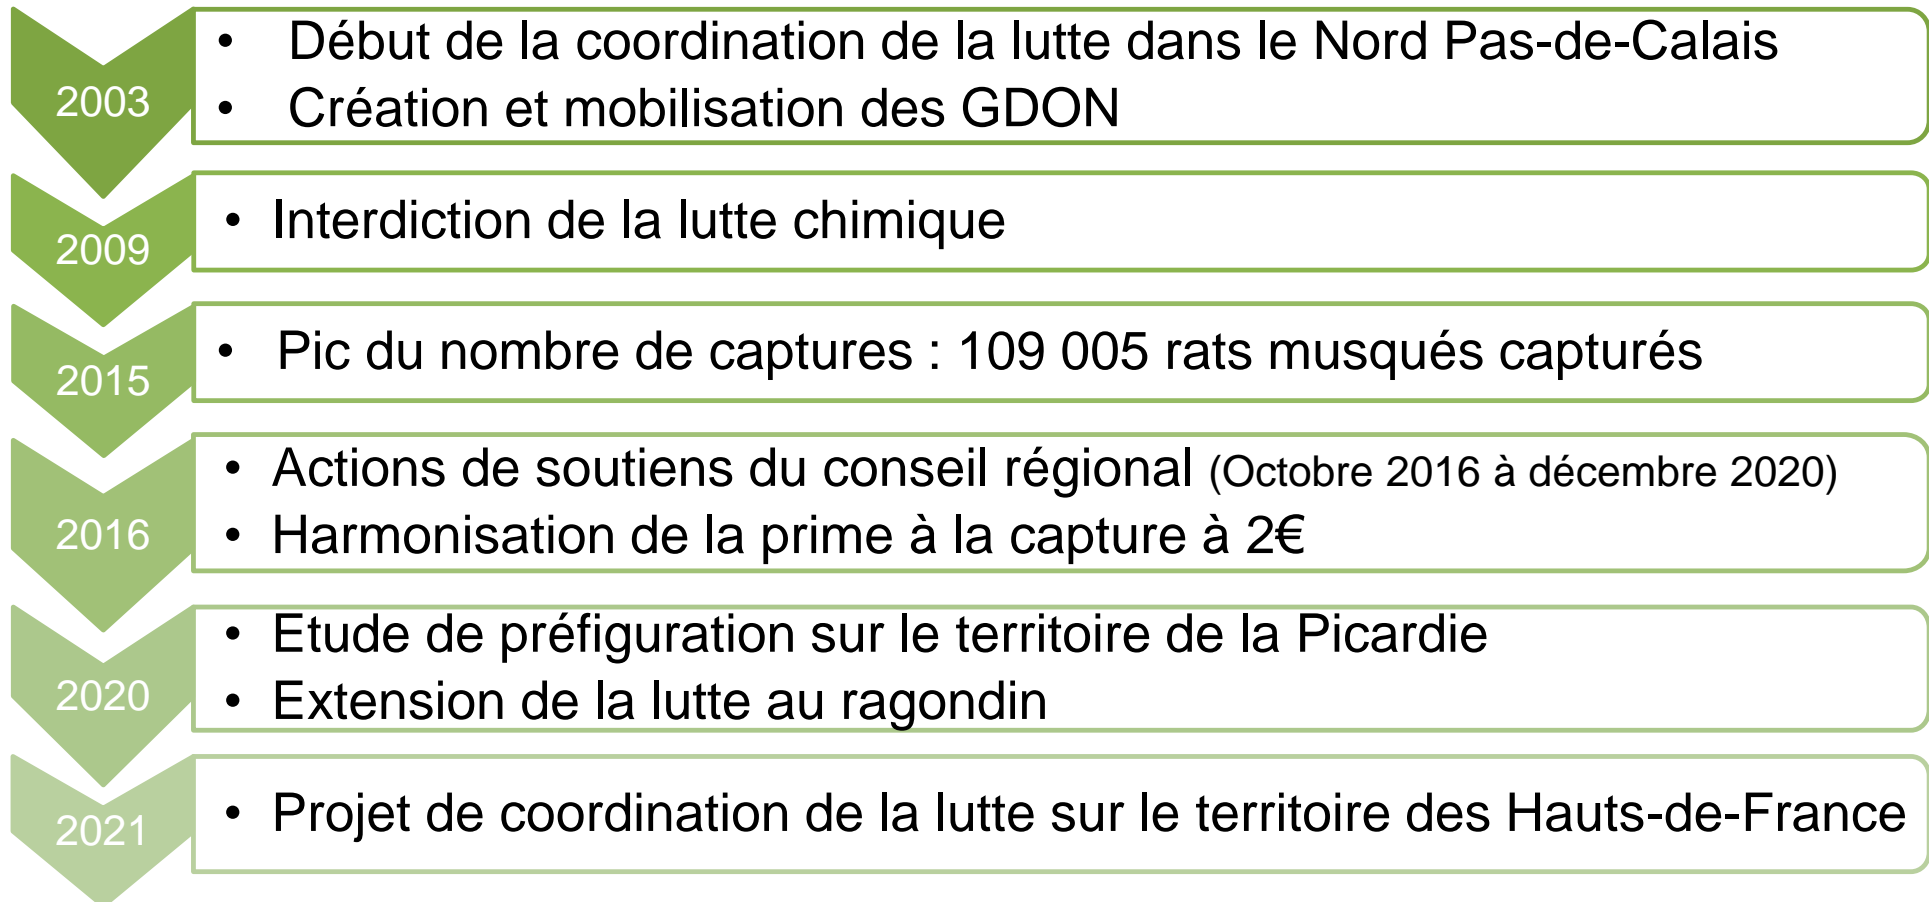 2003
• Début de la coordination de la lutte dans le Nord Pas-de-Calais
• Création et mobilisation des GDON
2009
• Interdiction de la lutte chimique
2015
• Pic du nombre de captures : 109 005 rats musqués capturés
2016
• Actions de soutiens du conseil régional (Octobre 2016 à décembre 2020)
• Harmonisation de la prime à la capture à 2€
2020
• Etude de préfiguration sur le territoire de la Picardie
• Extension de la lutte au ragondin
2021
• Projet de coordination de la lutte sur le territoire des Hauts-de-France